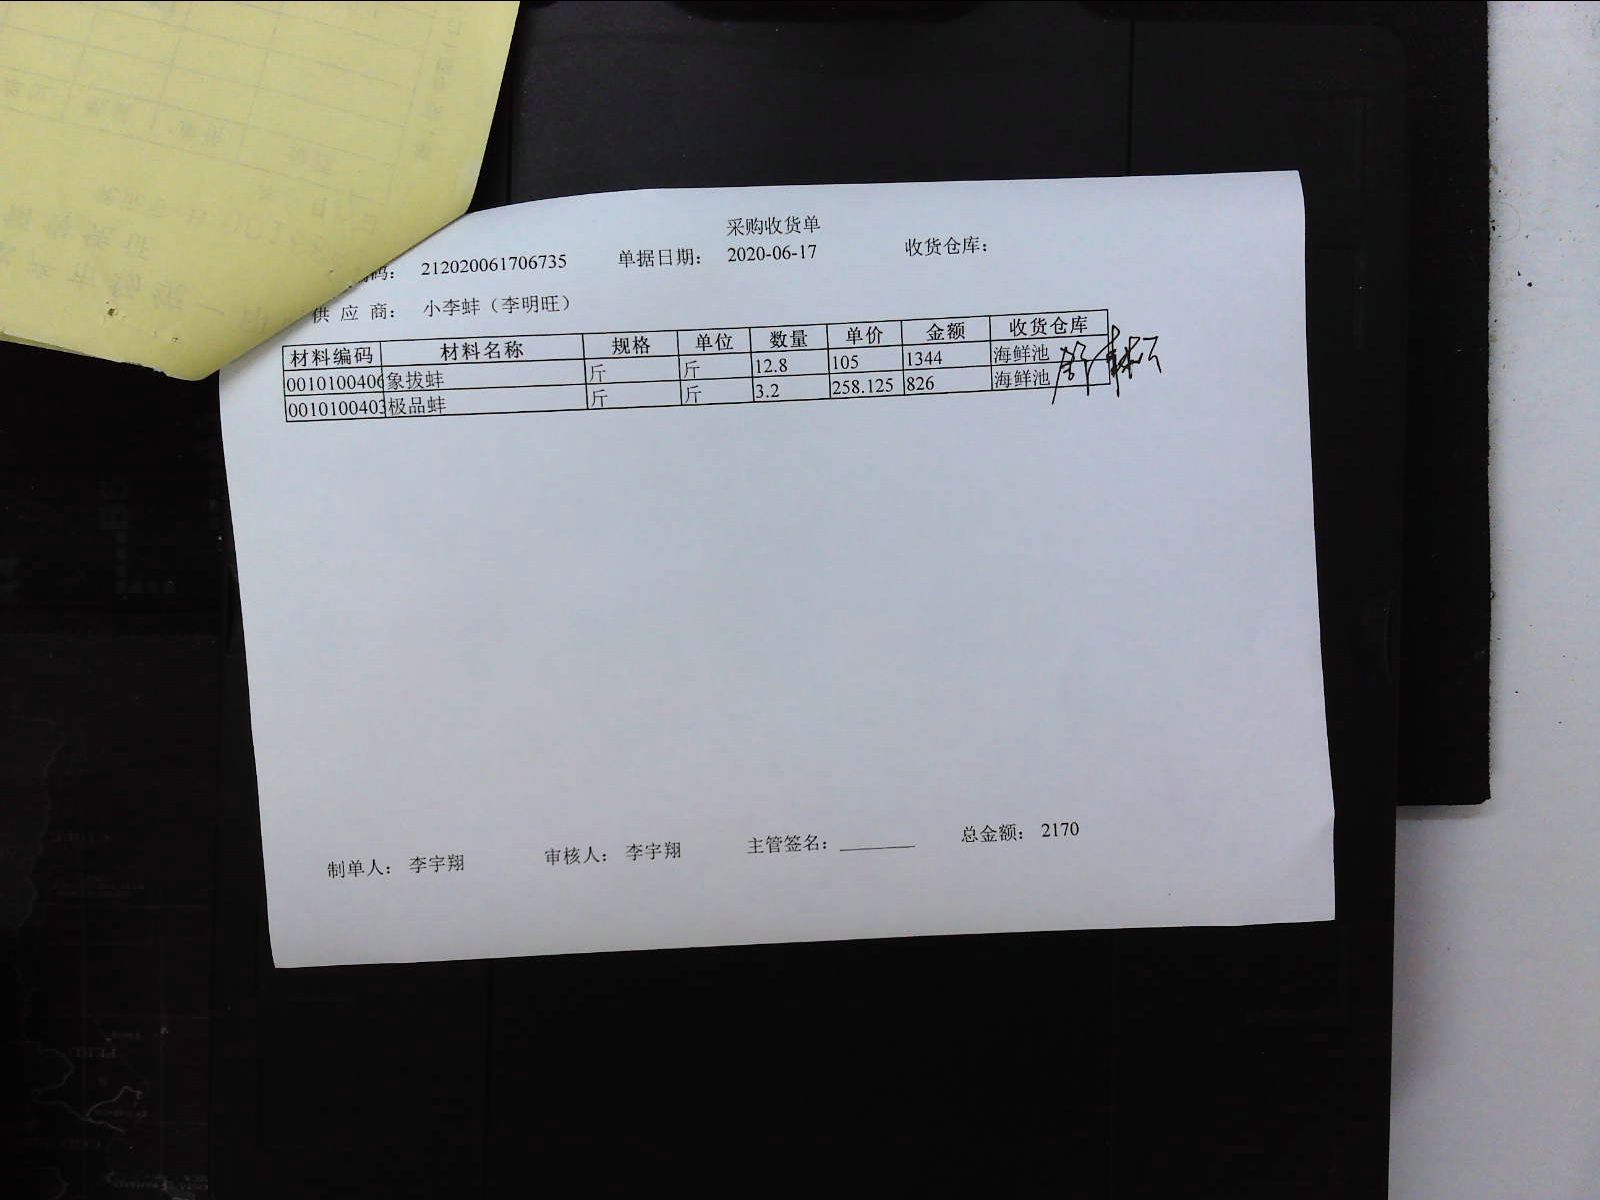 采购收货单
码： 212020061706735 单据日期： 2020-06-17 收货仓库：
供 应 商： 小李蚌（李明旺）
材料编码 材料名称 规格 单位 数量 单价 金额 收货仓库
0010100406 象拔蚌 斤 斤 12.8 105 1344 海鲜池
0010100403 极品蚌 斤 斤 3.2 258.125 826 海鲜池
制单人： 李宇翔 审核人： 李宇翔 主管签名： 总金额： 2170